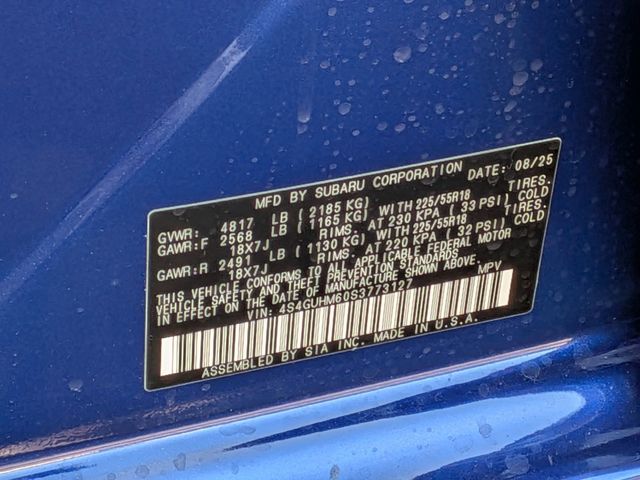 MFD BY SUBARU CORPORATION DATE: 08/25
GVWR: 4817 LB (2185 KG)
GAWR:F 2568 LB (1165 KG) WITH 225/55R18 TIRES.
18X7J RIMS. AT 230 KPA (33 PSI) COLD
GAWR:R 2491 LB (1130 KG) WITH 225/55R18 TIRES.
18X7J RIMS. AT 220 KPA (32 PSI) COLD
THIS VEHICLE CONFORMS TO ALL APPLICABLE FEDERAL MOTOR
VEHICLE SAFETY AND THEFT PREVENTION STANDARDS
IN EFFECT ON THE DATE OF MANUFACTURE SHOWN ABOVE.
VIN: 4S4GUHM60S3773127 MPV
ASSEMBLED BY SIA INC. MADE IN U.S.A.